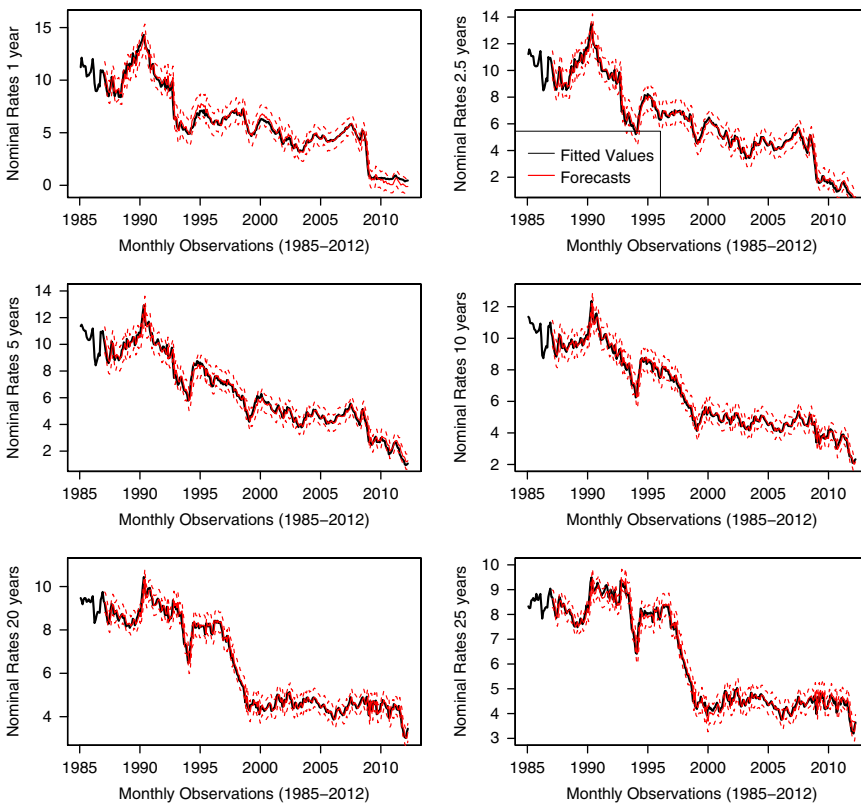 Nominal Rates 1 year
15
10
5
0
1985 1990 1995 2000 2005 2010
Monthly Observations (1985−2012)
Nominal Rates 2.5 years
14
12
10
8
6
4
2
Fitted Values
Forecasts
1985 1990 1995 2000 2005 2010
Monthly Observations (1985−2012)
Nominal Rates 5 years
14
12
10
8
6
4
2
1985 1990 1995 2000 2005 2010
Monthly Observations (1985−2012)
Nominal Rates 10 years
12
10
8
6
4
2
1985 1990 1995 2000 2005 2010
Monthly Observations (1985−2012)
Nominal Rates 20 years
10
8
6
4
1985 1990 1995 2000 2005 2010
Monthly Observations (1985−2012)
Nominal Rates 25 years
10
9
8
7
6
5
4
3
1985 1990 1995 2000 2005 2010
Monthly Observations (1985−2012)